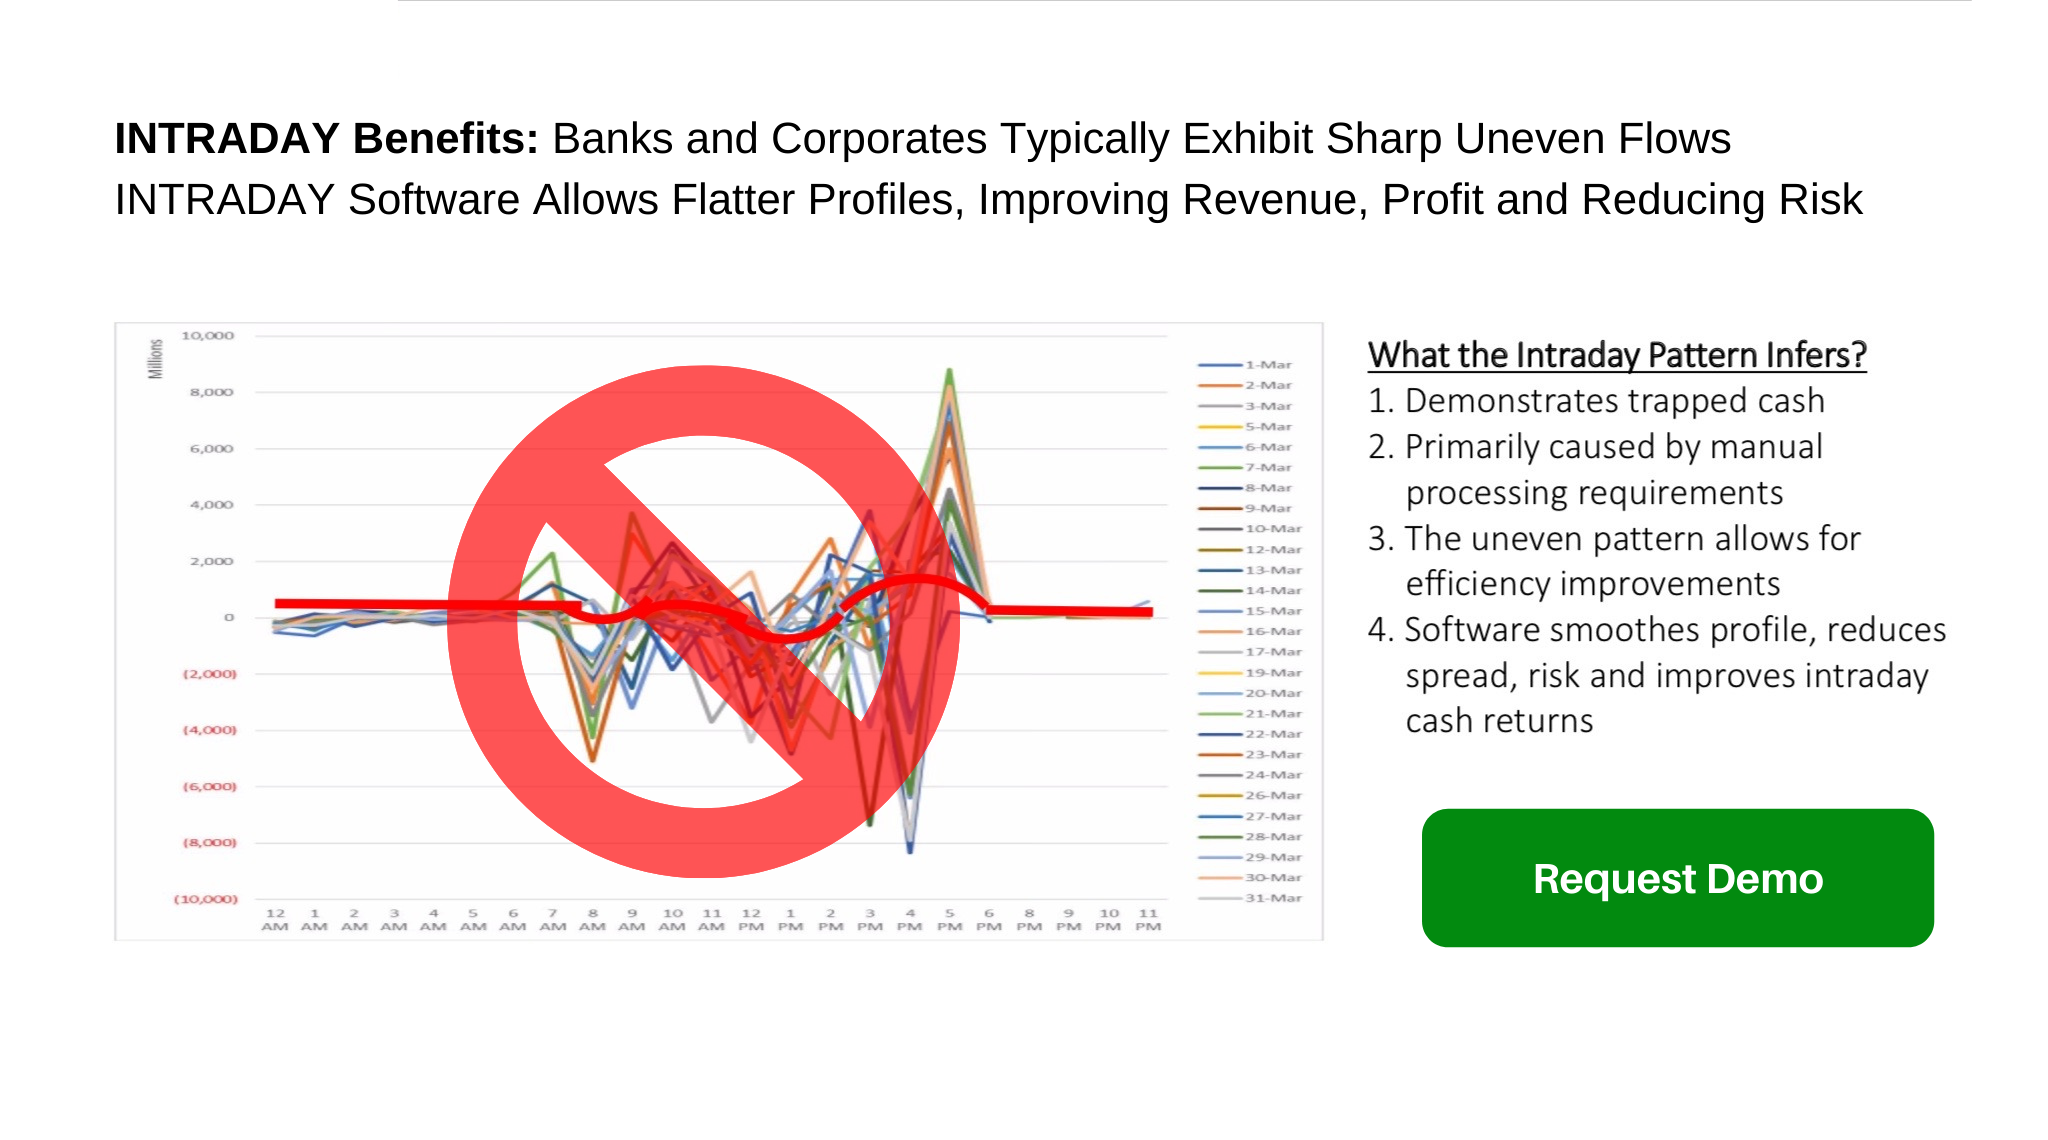 INTRADAY Benefits: Banks and Corporates Typically Exhibit Sharp Uneven Flows
INTRADAY Software Allows Flatter Profiles, Improving Revenue, Profit and Reducing Risk
Millions
10,000
8,000
6,000
4,000
2,000
0
(2,000)
(4,000)
(6,000)
(8,000)
(10,000)
12 1 2 3 4 5 6 7 8 9 10 11 12 1 2 3 4 5 6 8 9 10 11
AM AM AM AM AM AM AM AM AM AM AM AM PM PM PM PM PM PM PM PM PM PM PM
1-Mar
2-Mar
3-Mar
5-Mar
6-Mar
7-Mar
8-Mar
9-Mar
10-Mar
12-Mar
13-Mar
14-Mar
15-Mar
16-Mar
17-Mar
19-Mar
20-Mar
21-Mar
22-Mar
23-Mar
24-Mar
26-Mar
27-Mar
28-Mar
29-Mar
30-Mar
31-Mar
What the Intraday Pattern Infers?
1. Demonstrates trapped cash
2. Primarily caused by manual
processing requirements
3. The uneven pattern allows for
efficiency improvements
4. Software smoothes profile, reduces
spread, risk and improves intraday
cash returns
Request Demo